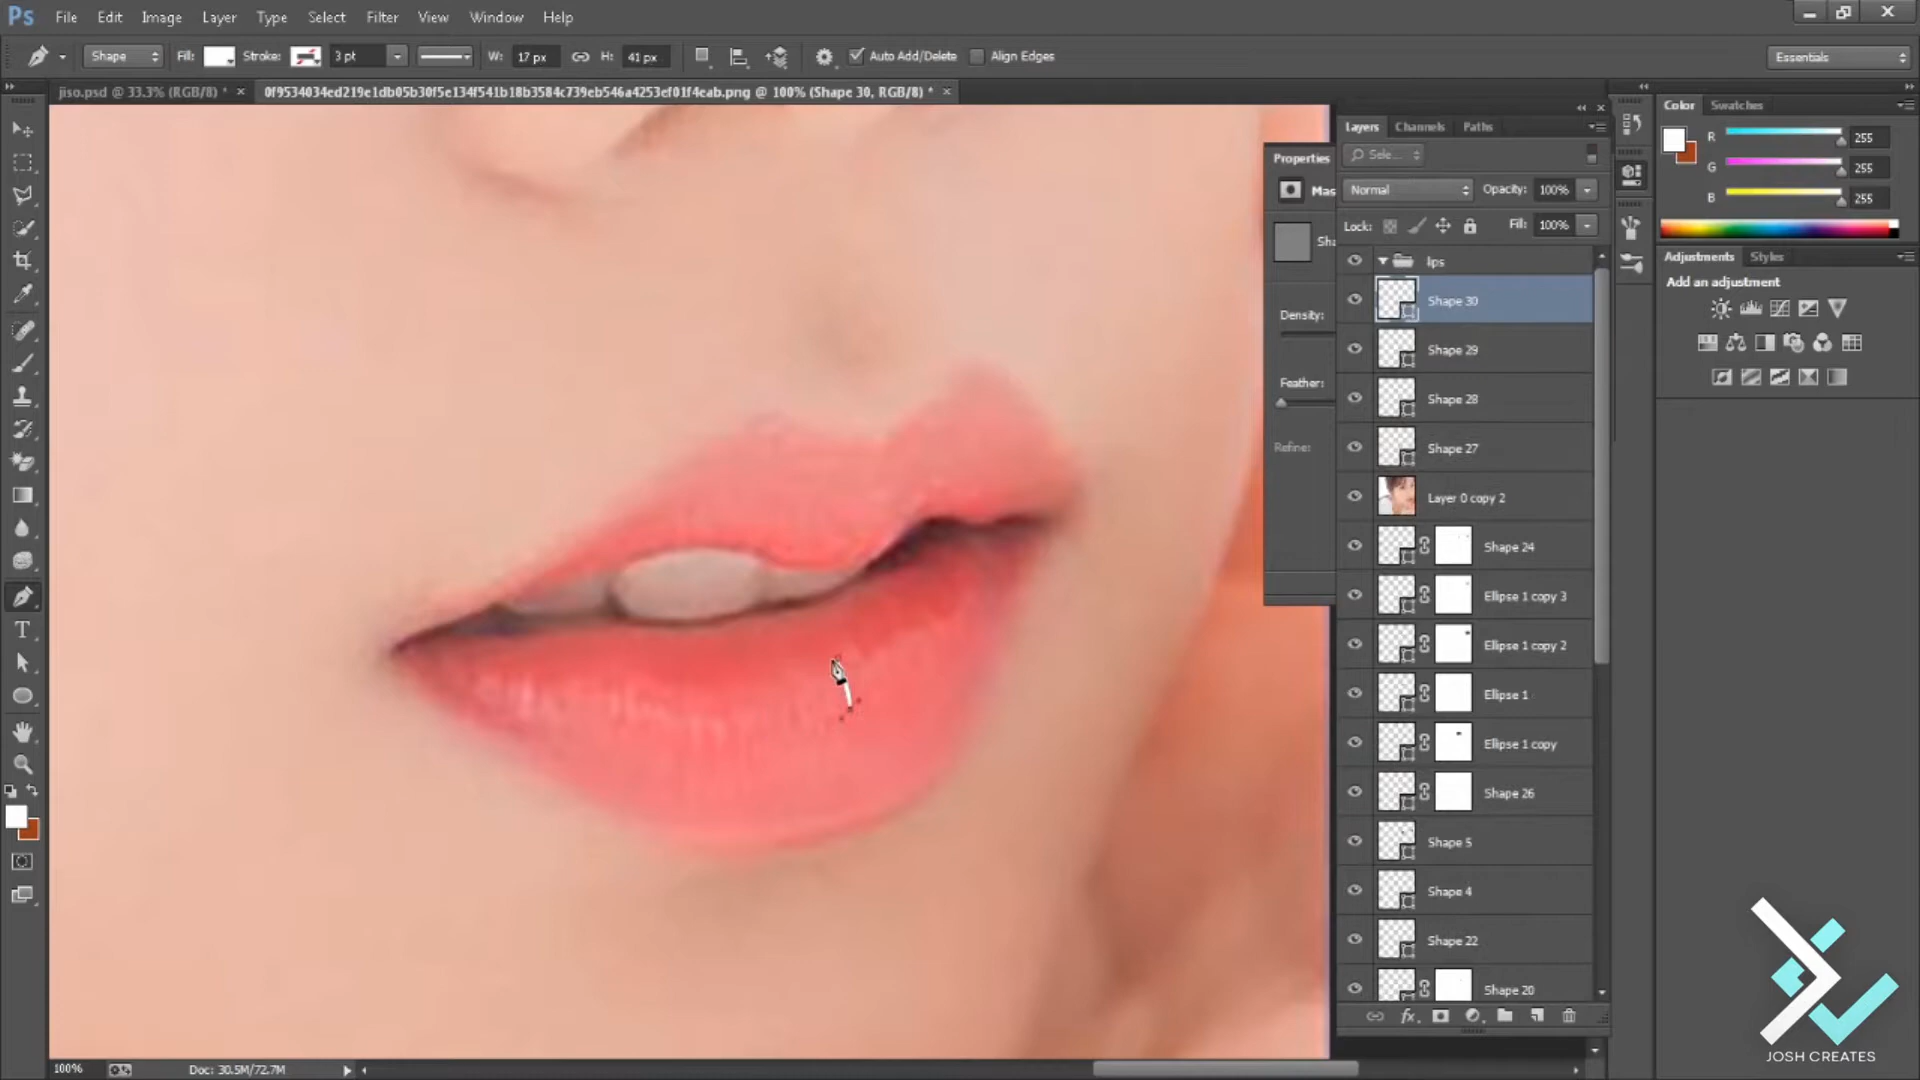 Ps File Edit Image Layer Type Select Filter View Window Help
Shape Fill: Stroke: 3 pt W: 17 px H: 41 px Auto Add/Delete Align Edges Essentials
jiso.psd @ 33.3% (RGB/8) * × 0f9534034ed219e1db05b30f5e134f541b18b3584c739eb546a4253ef01f4eab.png @ 100% (Shape 30, RGB/8) * ×
Properties
Mas
Sha
Density:
Feather:
Refine:
Layers Channels Paths
Sele...
Normal Opacity: 100%
Lock: Fill: 100%
lps
Shape 30
Shape 29
Shape 28
Shape 27
Layer 0 copy 2
Shape 24
Ellipse 1 copy 3
Ellipse 1 copy 2
Ellipse 1
Ellipse 1 copy
Shape 26
Shape 5
Shape 4
Shape 22
Shape 20
fx
Color Swatches
R 255
G 255
B 255
Adjustments Styles
Add an adjustment
T
100% Doc: 30.5M/72.7M
JOSH CREATES